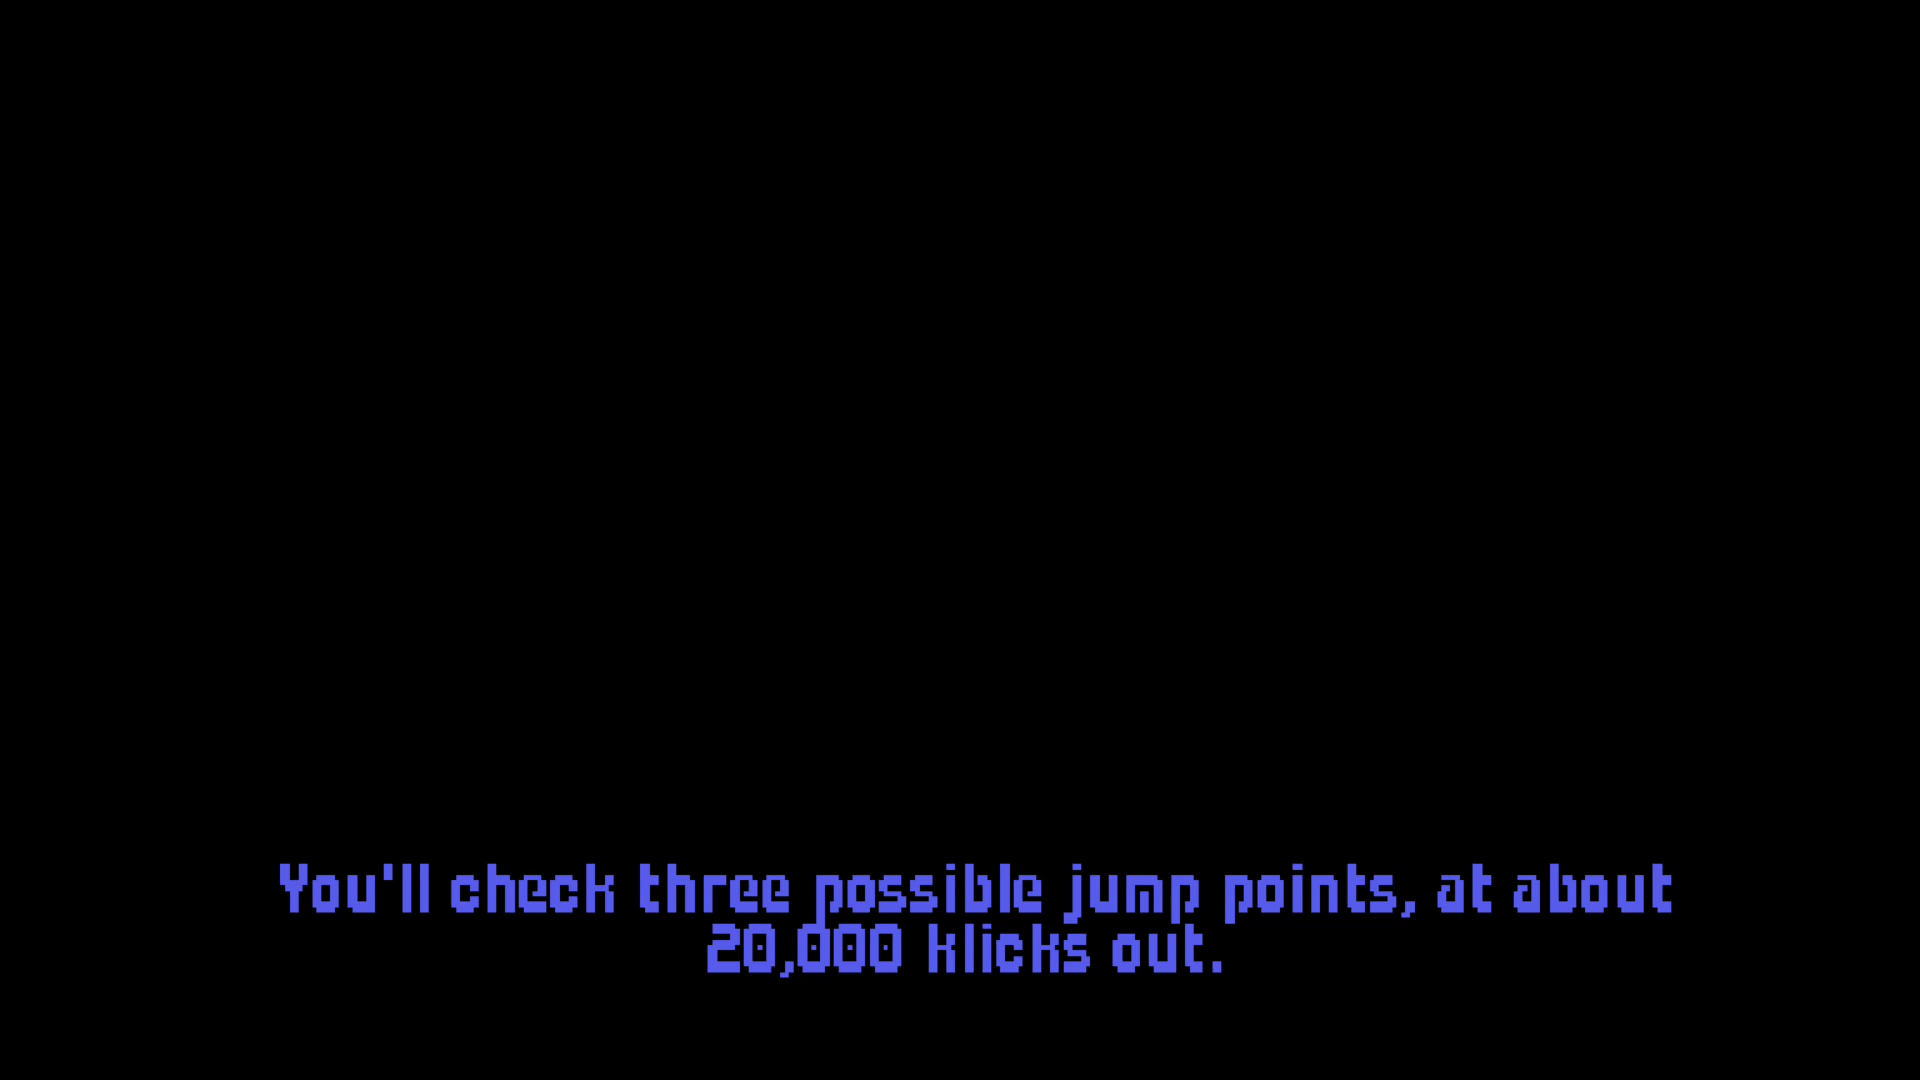 You'll check three possible jump points, at about
20,000 klicks out.